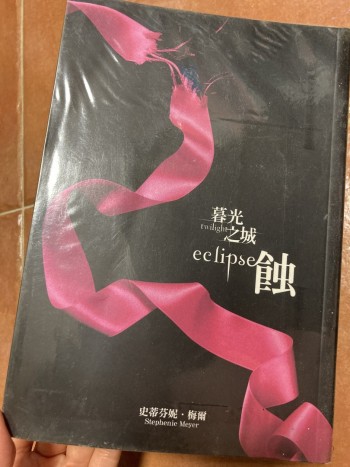 暮光
twilight
之城
eclipse蝕
史蒂芬妮・梅爾
Stephenie Meyer